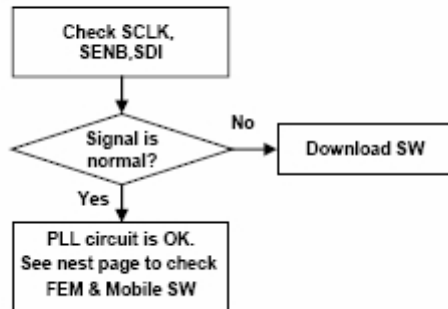 Check SCLK,
SENB,SDI
Signal is
normal?
No
Download SW
Yes
PLL circuit is OK.
See nest page to check
FEM & Mobile SW